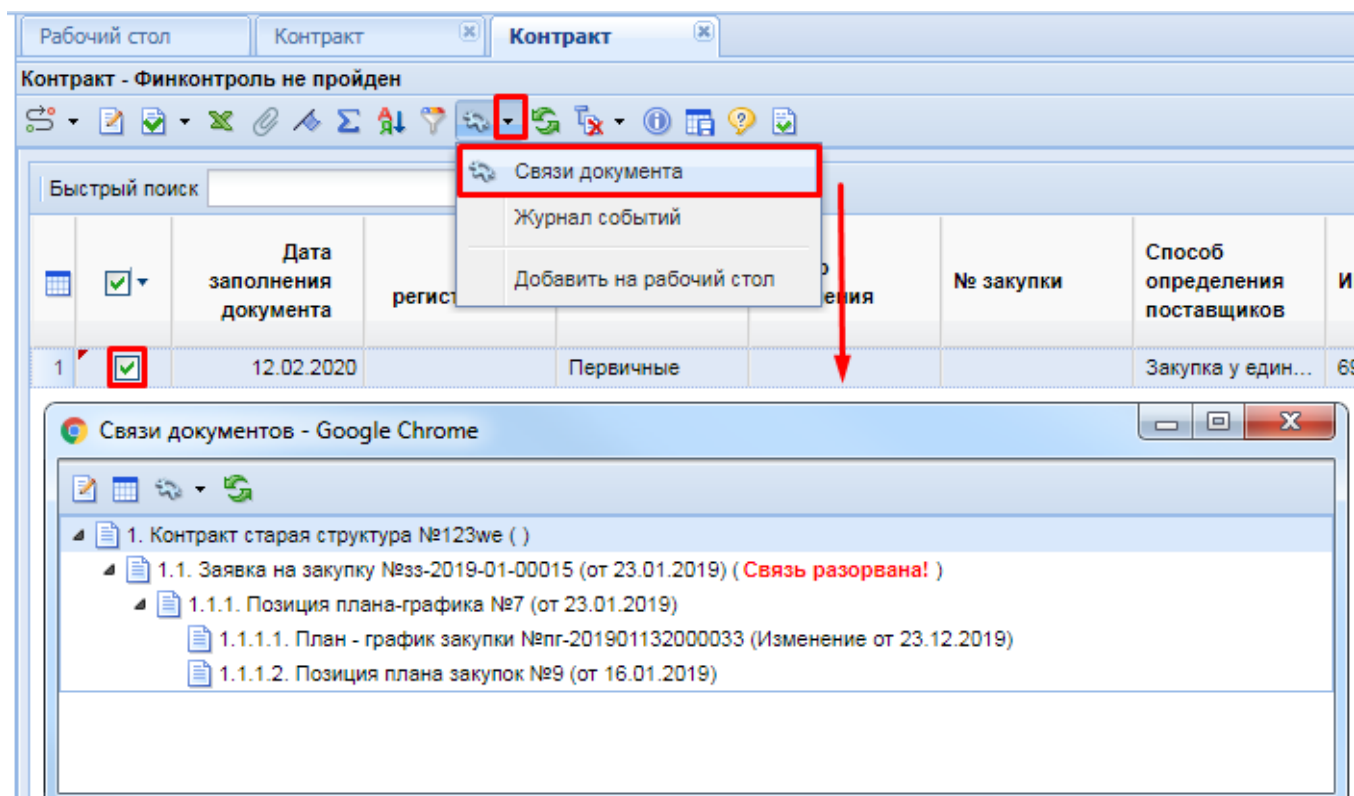 Рабочий стол
Контракт
Контракт
Контракт - Финконтроль не пройден
Быстрый поиск
Связи документа
Журнал событий
Добавить на рабочий стол
Дата
заполнения
документа
№ закупки
Способ
определения
поставщиков
1
12.02.2020
Первичные
Закупка у един...
Связи документов - Google Chrome
1. Контракт старая структура №123we ( )
1.1. Заявка на закупку №зз-2019-01-00015 (от 23.01.2019) ( Связь разорвана! )
1.1.1. Позиция плана-графика №7 (от 23.01.2019)
1.1.1.1. План - график закупки №пг-201901132000033 (Изменение от 23.12.2019)
1.1.1.2. Позиция плана закупок №9 (от 16.01.2019)